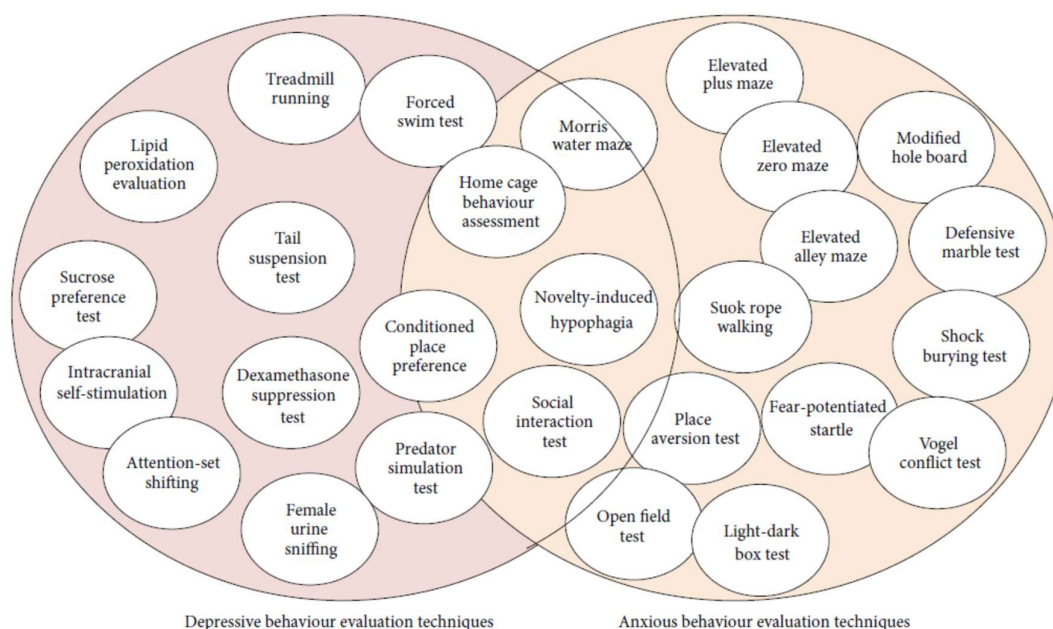 Treadmill
running
Forced
swim test
Lipid
peroxidation
evaluation
Morris
water maze
Home cage
behaviour
assessment
Tail
suspension
test
Sucrose
preference
test
Novelty-induced
hypophagia
Conditioned
place
preference
Intracranial
self-stimulation
Dexamethasone
suppression
test
Social
interaction
test
Attention-set
shifting
Predator
simulation
test
Female
urine
sniffing
Elevated
plus maze
Elevated
zero maze
Modified
hole board
Elevated
alley maze
Defensive
marble test
Suok rope
walking
Shock
burying test
Place
aversion test
Fear-potentiated
startle
Vogel
conflict test
Open field
test
Light-dark
box test
Depressive behaviour evaluation techniques
Anxious behaviour evaluation techniques